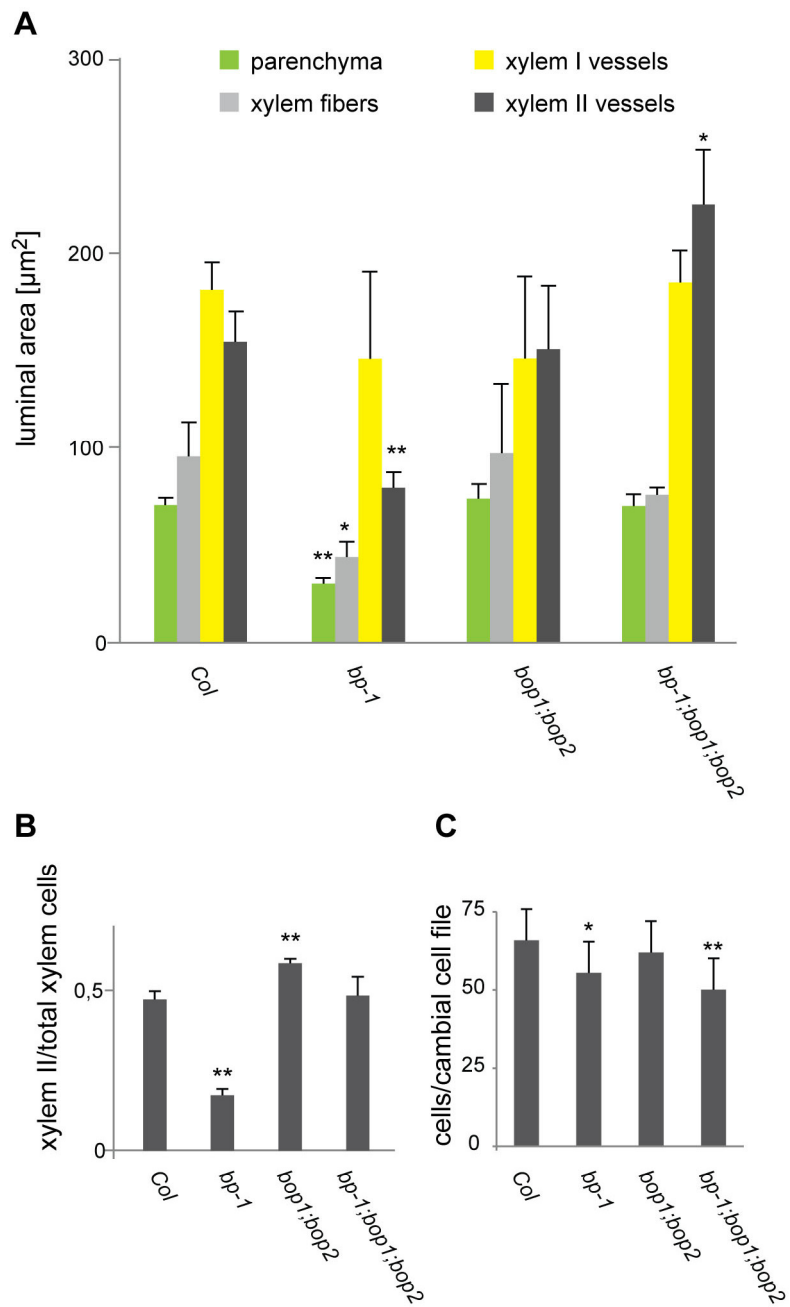 A
300
parenchyma
xylem I vessels
xylem fibers
xylem II vessels
*
200
luminal area [µm²]
**
100
*
**
0
Col
bp-1
bop1;bop2
bp-1;bop1;bop2
B
C
xylem II/total xylem cells
0,5
0
**
**
Col
bp-1
bop1;bop2
bp-1;bop1;bop2
cells/cambial cell file
75
50
25
0
*
**
Col
bp-1
bop1;bop2
bp-1;bop1;bop2